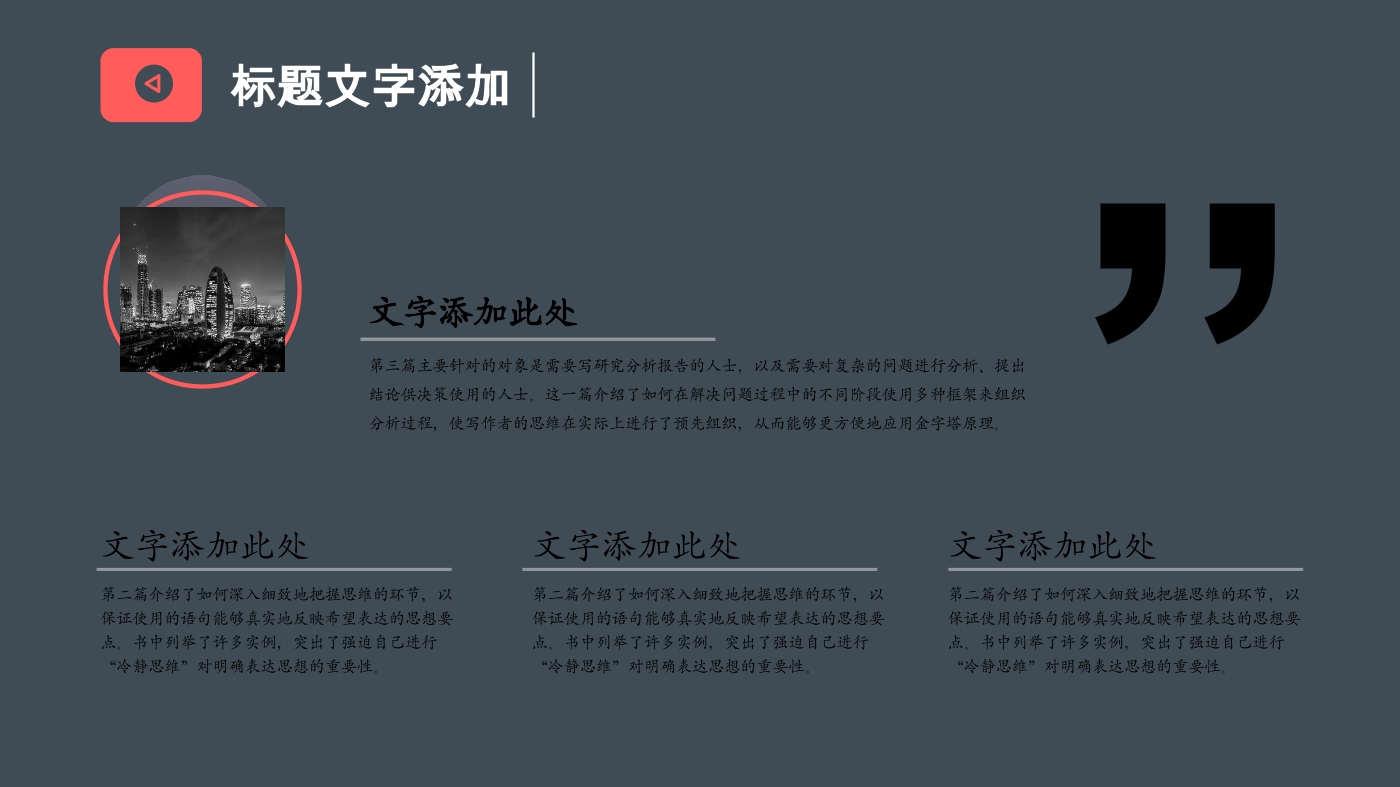 标题文字添加
文字添加此处
第三篇主要针对的对象是需要写研究分析报告的人士，以及需要对复杂的问题进行分析、提出
结论供决策使用的人士。这一篇介绍了如何在解决问题过程中的不同阶段使用多种框架来组织
分析过程，使写作者的思维在实际上进行了预先组织，从而能够更方便地应用金字塔原理。
文字添加此处
第二篇介绍了如何深入细致地把握思维的环节，以
保证使用的语句能够真实地反映希望表达的思想要
点。书中列举了许多实例，突出了强迫自己进行
“冷静思维”对明确表达思想的重要性。
文字添加此处
第二篇介绍了如何深入细致地把握思维的环节，以
保证使用的语句能够真实地反映希望表达的思想要
点。书中列举了许多实例，突出了强迫自己进行
“冷静思维”对明确表达思想的重要性。
文字添加此处
第二篇介绍了如何深入细致地把握思维的环节，以
保证使用的语句能够真实地反映希望表达的思想要
点。书中列举了许多实例，突出了强迫自己进行
“冷静思维”对明确表达思想的重要性。